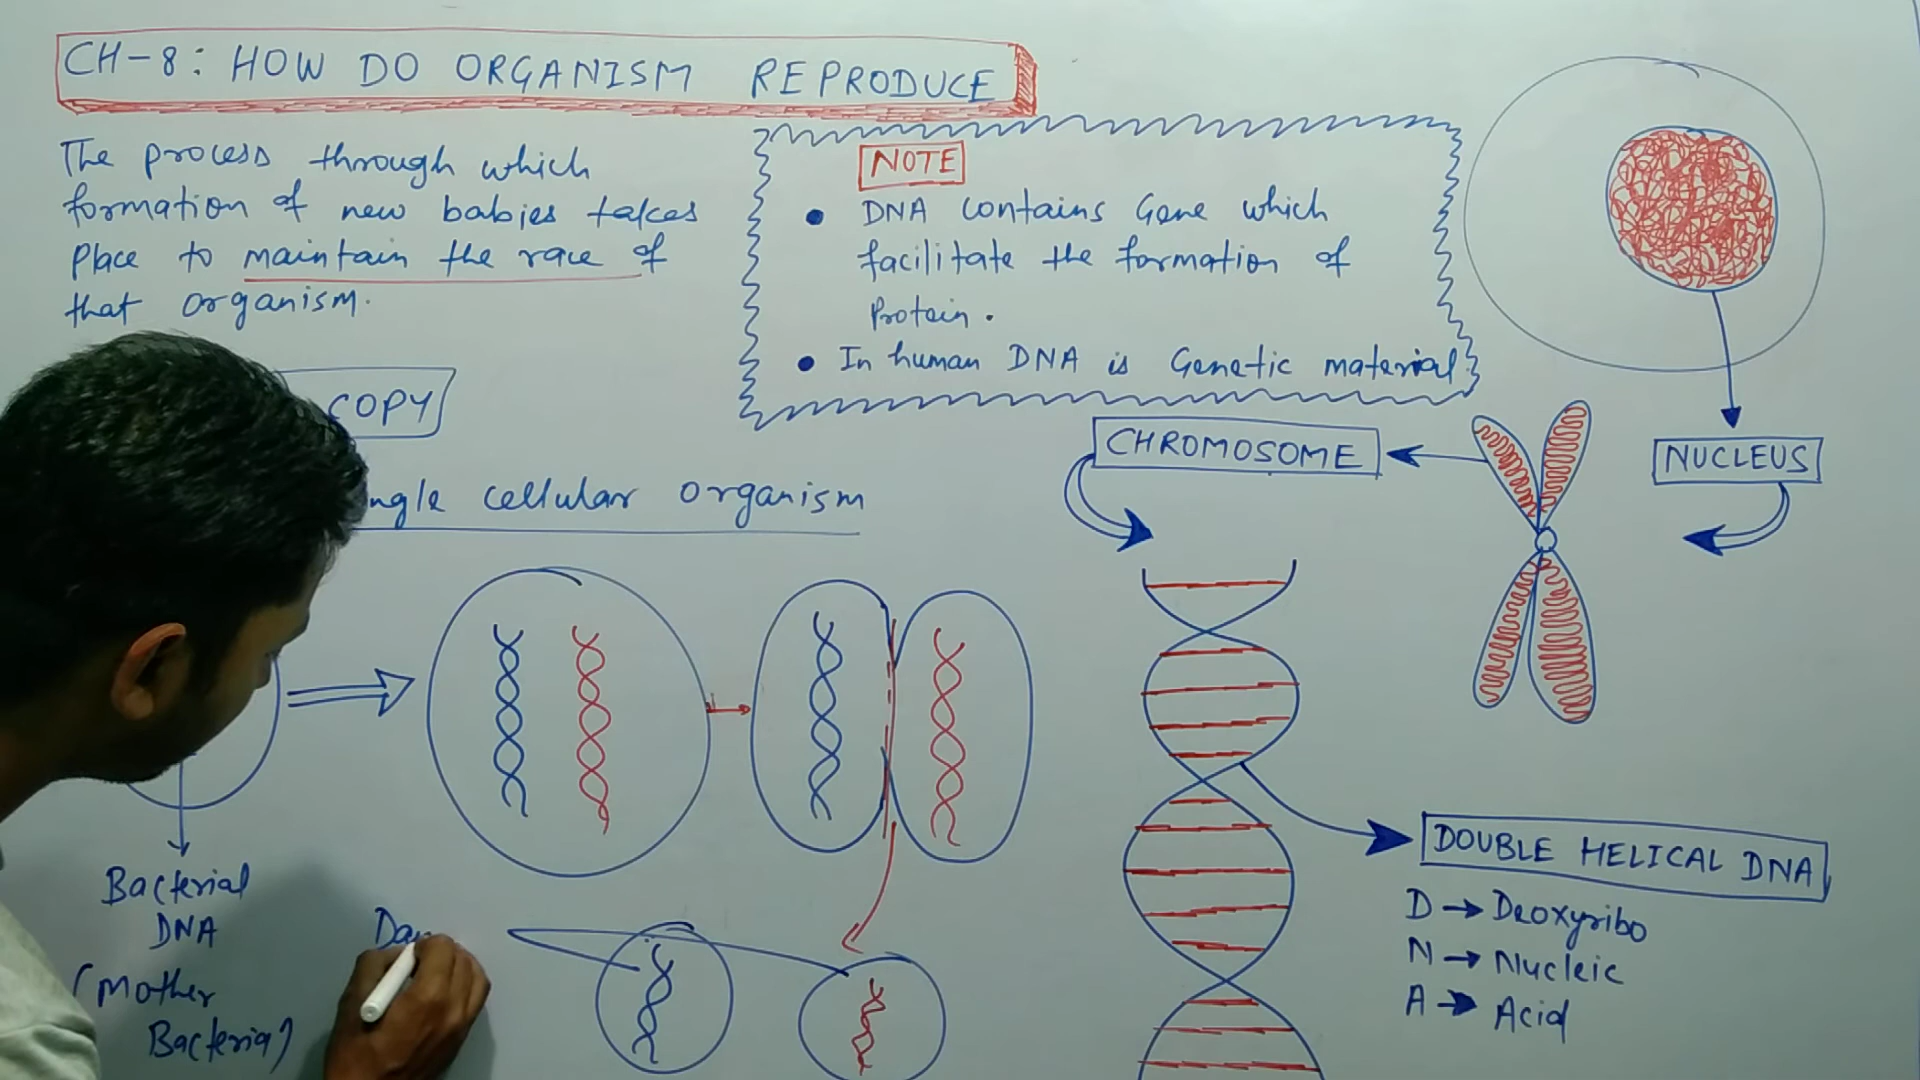 CH-8: HOW DO ORGANISM REPRODUCE
The process through which
formation of new babies takes
place to maintain the race of
that organism.
NOTE
• DNA contains Gene which
facilitate the formation of
Protein.
• In human DNA is Genetic material.
COPY
cellular organism
CHROMOSOME
NUCLEUS
Bacterial
DNA
(Mother
Bacteria)
DOUBLE HELICAL DNA
D → Deoxyribo
N → Nucleic
A → Acid